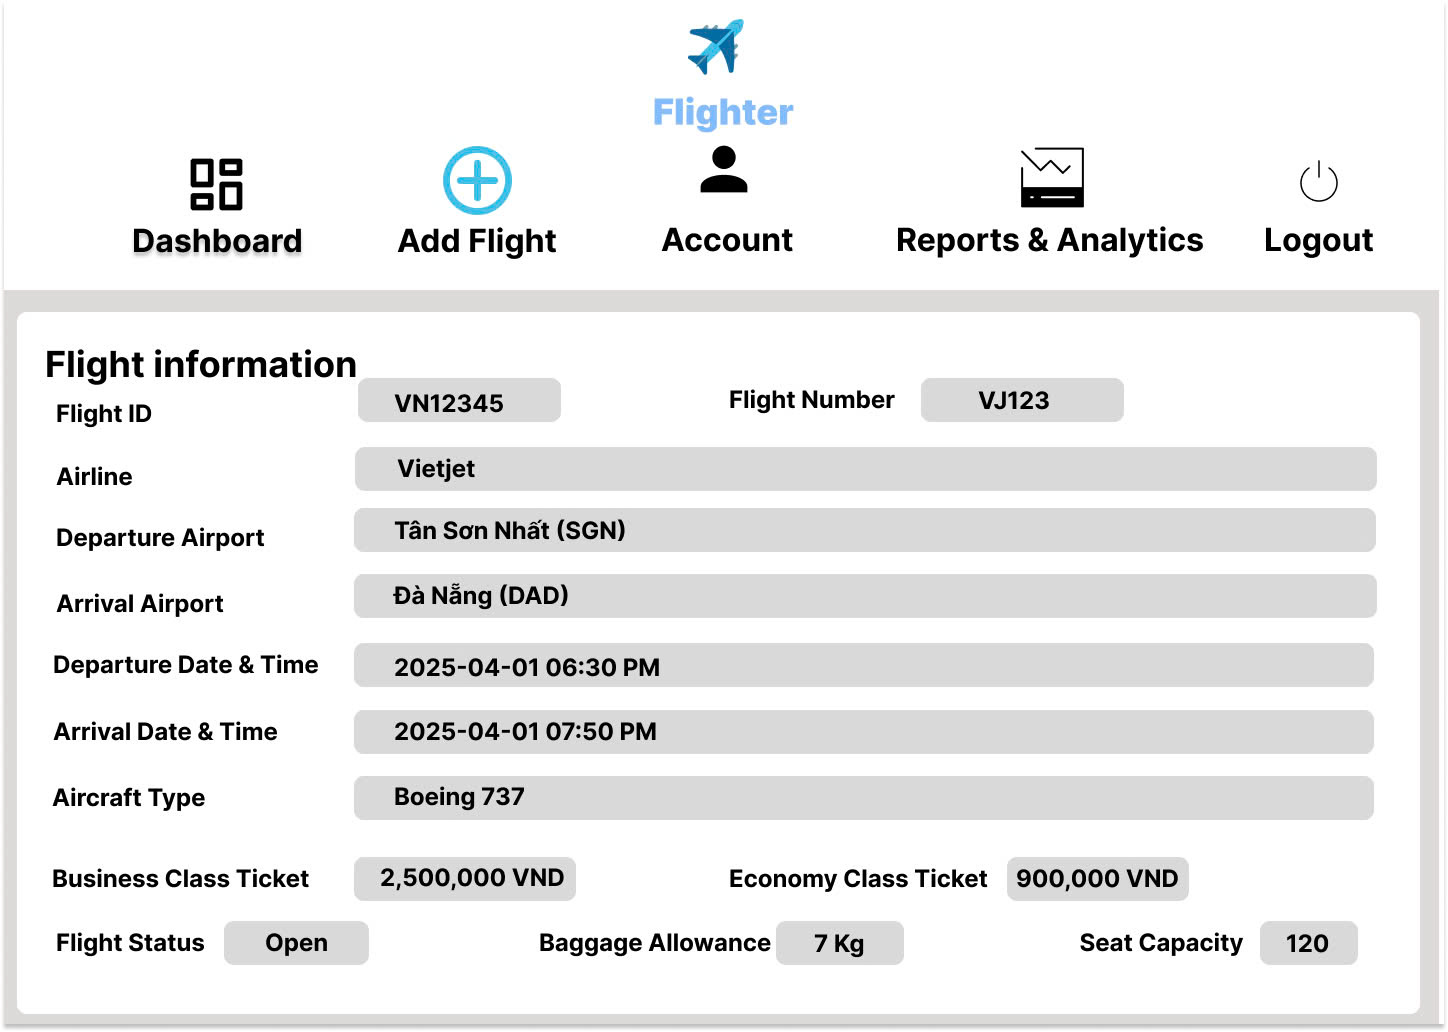 Flighter
Dashboard
Add Flight
Account
Reports & Analytics
Logout
Flight information
Flight ID VN12345 Flight Number VJ123
Airline Vietjet
Departure Airport Tân Sơn Nhất (SGN)
Arrival Airport Đà Nẵng (DAD)
Departure Date & Time 2025-04-01 06:30 PM
Arrival Date & Time 2025-04-01 07:50 PM
Aircraft Type Boeing 737
Business Class Ticket 2,500,000 VND Economy Class Ticket 900,000 VND
Flight Status Open Baggage Allowance 7 Kg Seat Capacity 120